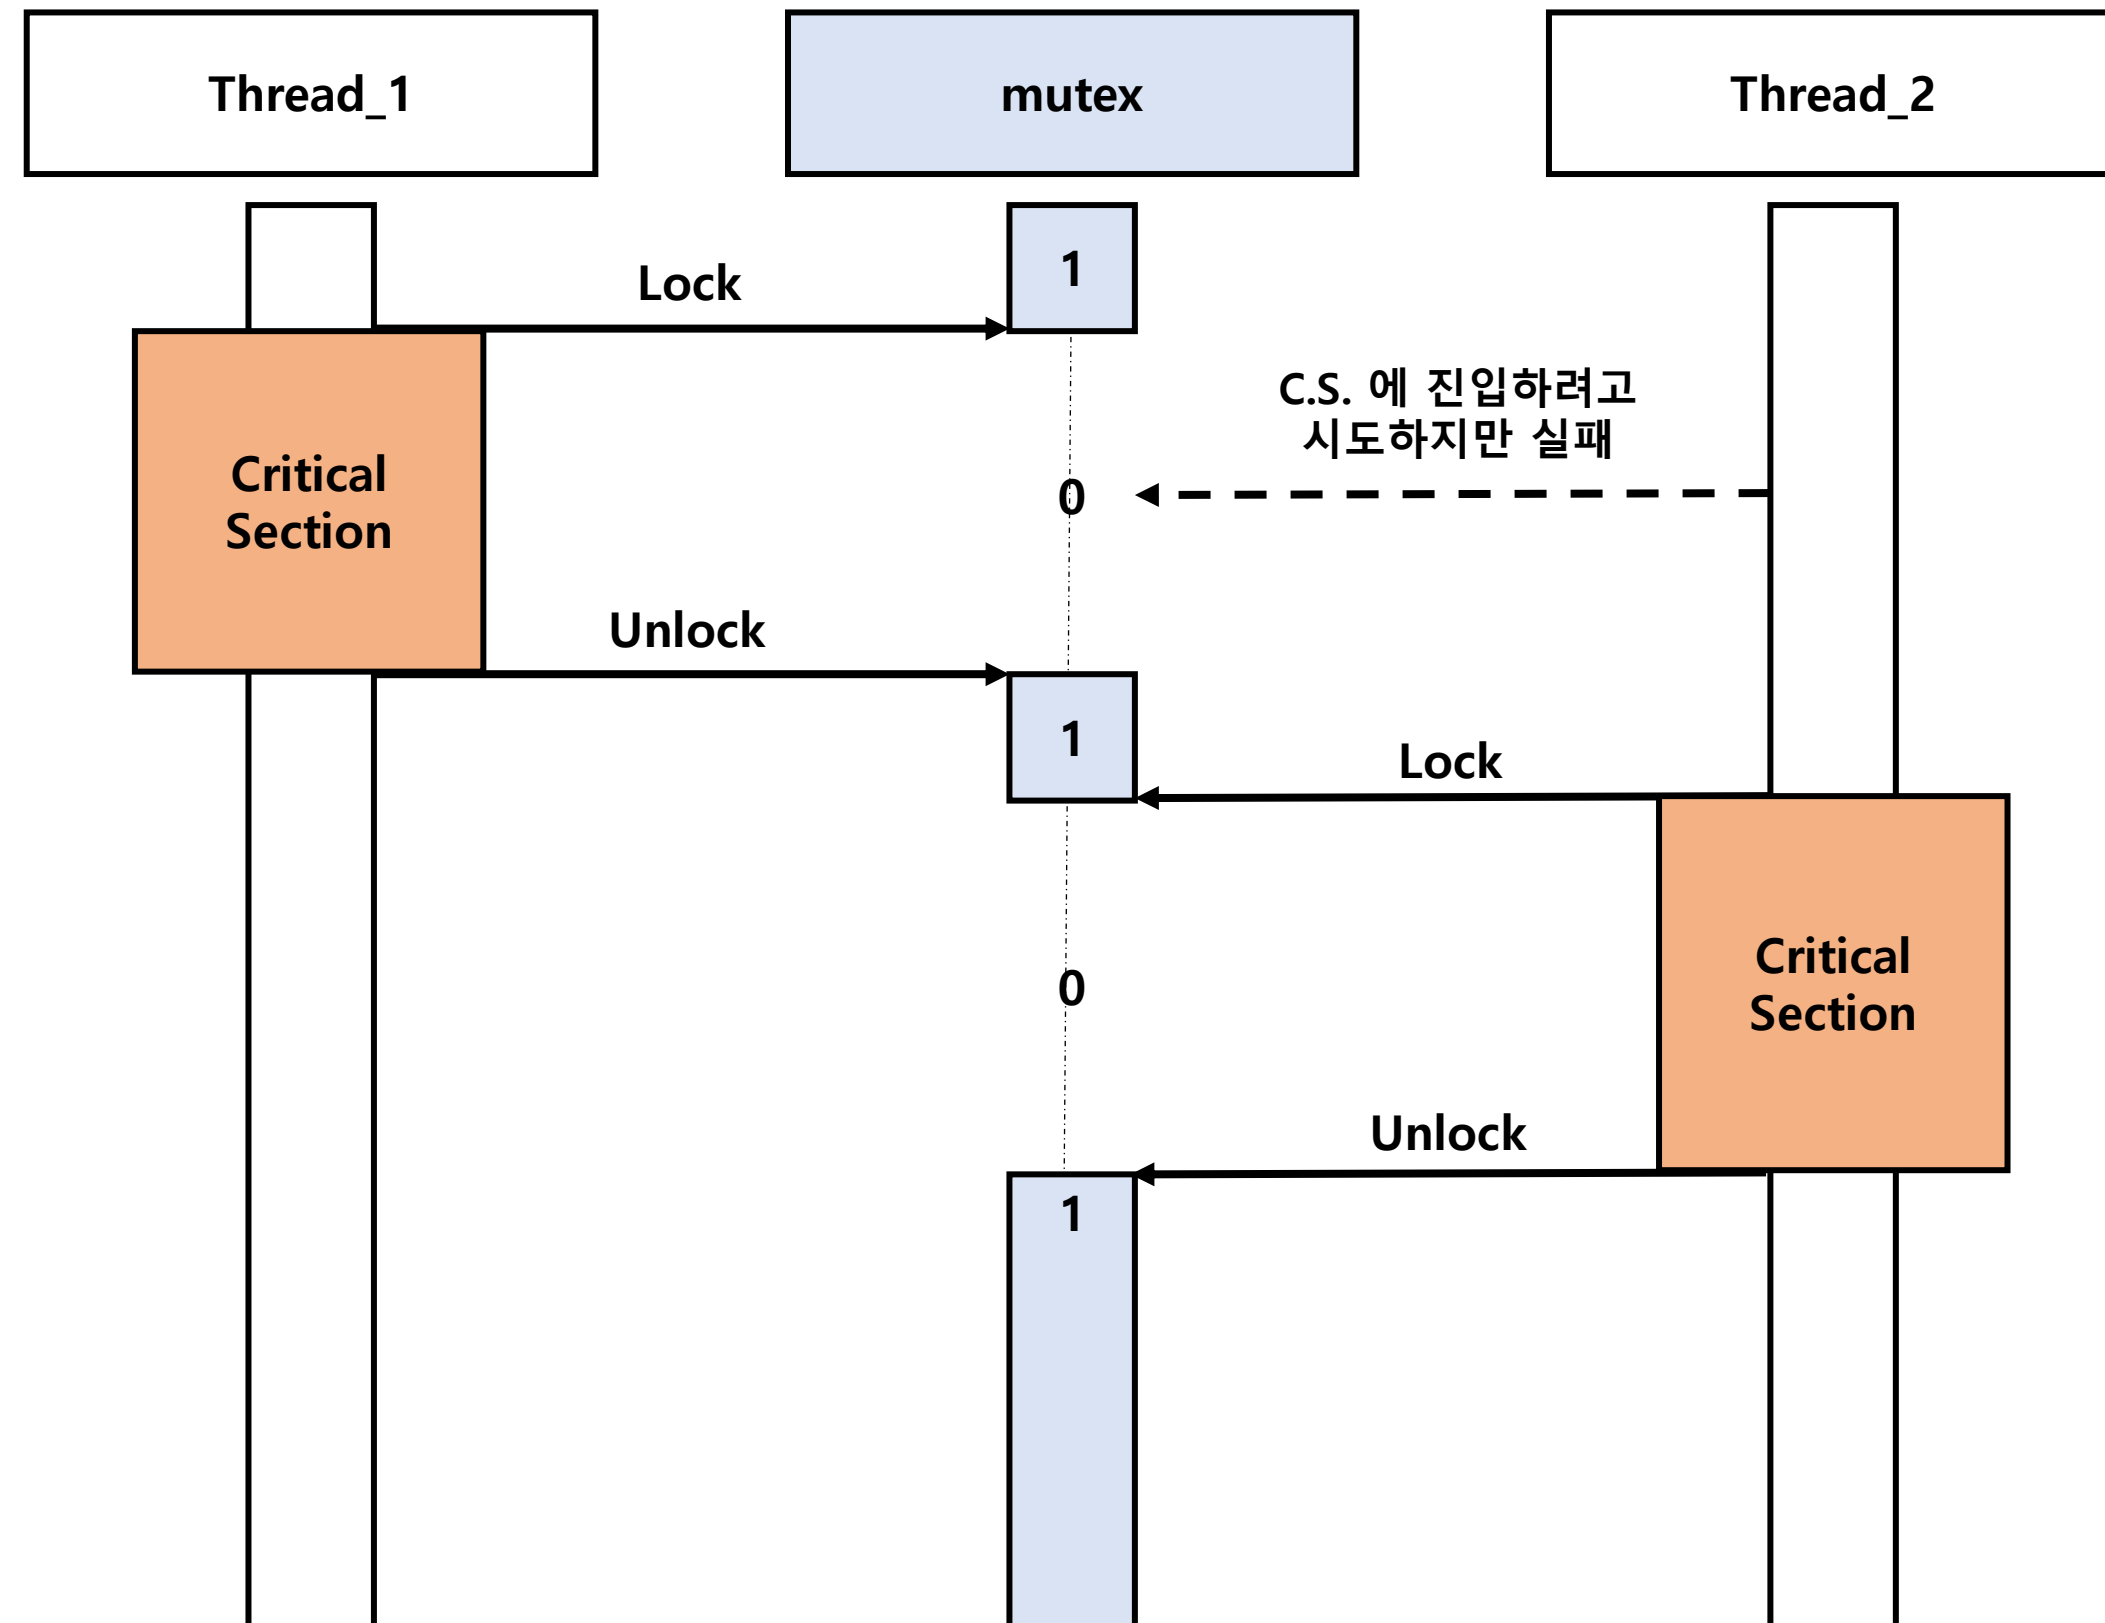 Thread_1
mutex
Thread_2
1
Lock
C.S. 에 진입하려고
시도하지만 실패
Critical
Section
0
Unlock
1
Lock
Critical
Section
0
Unlock
1